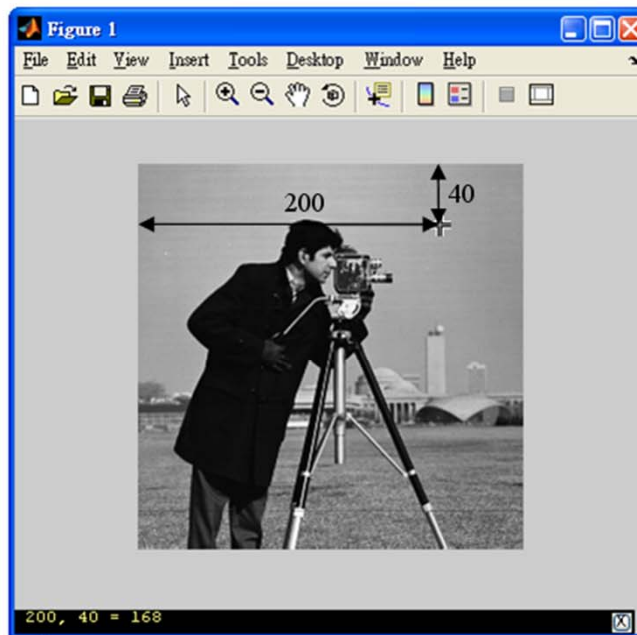 Figure 1
File Edit View Insert Tools Desktop Window Help
40
200
200, 40 = 168
X